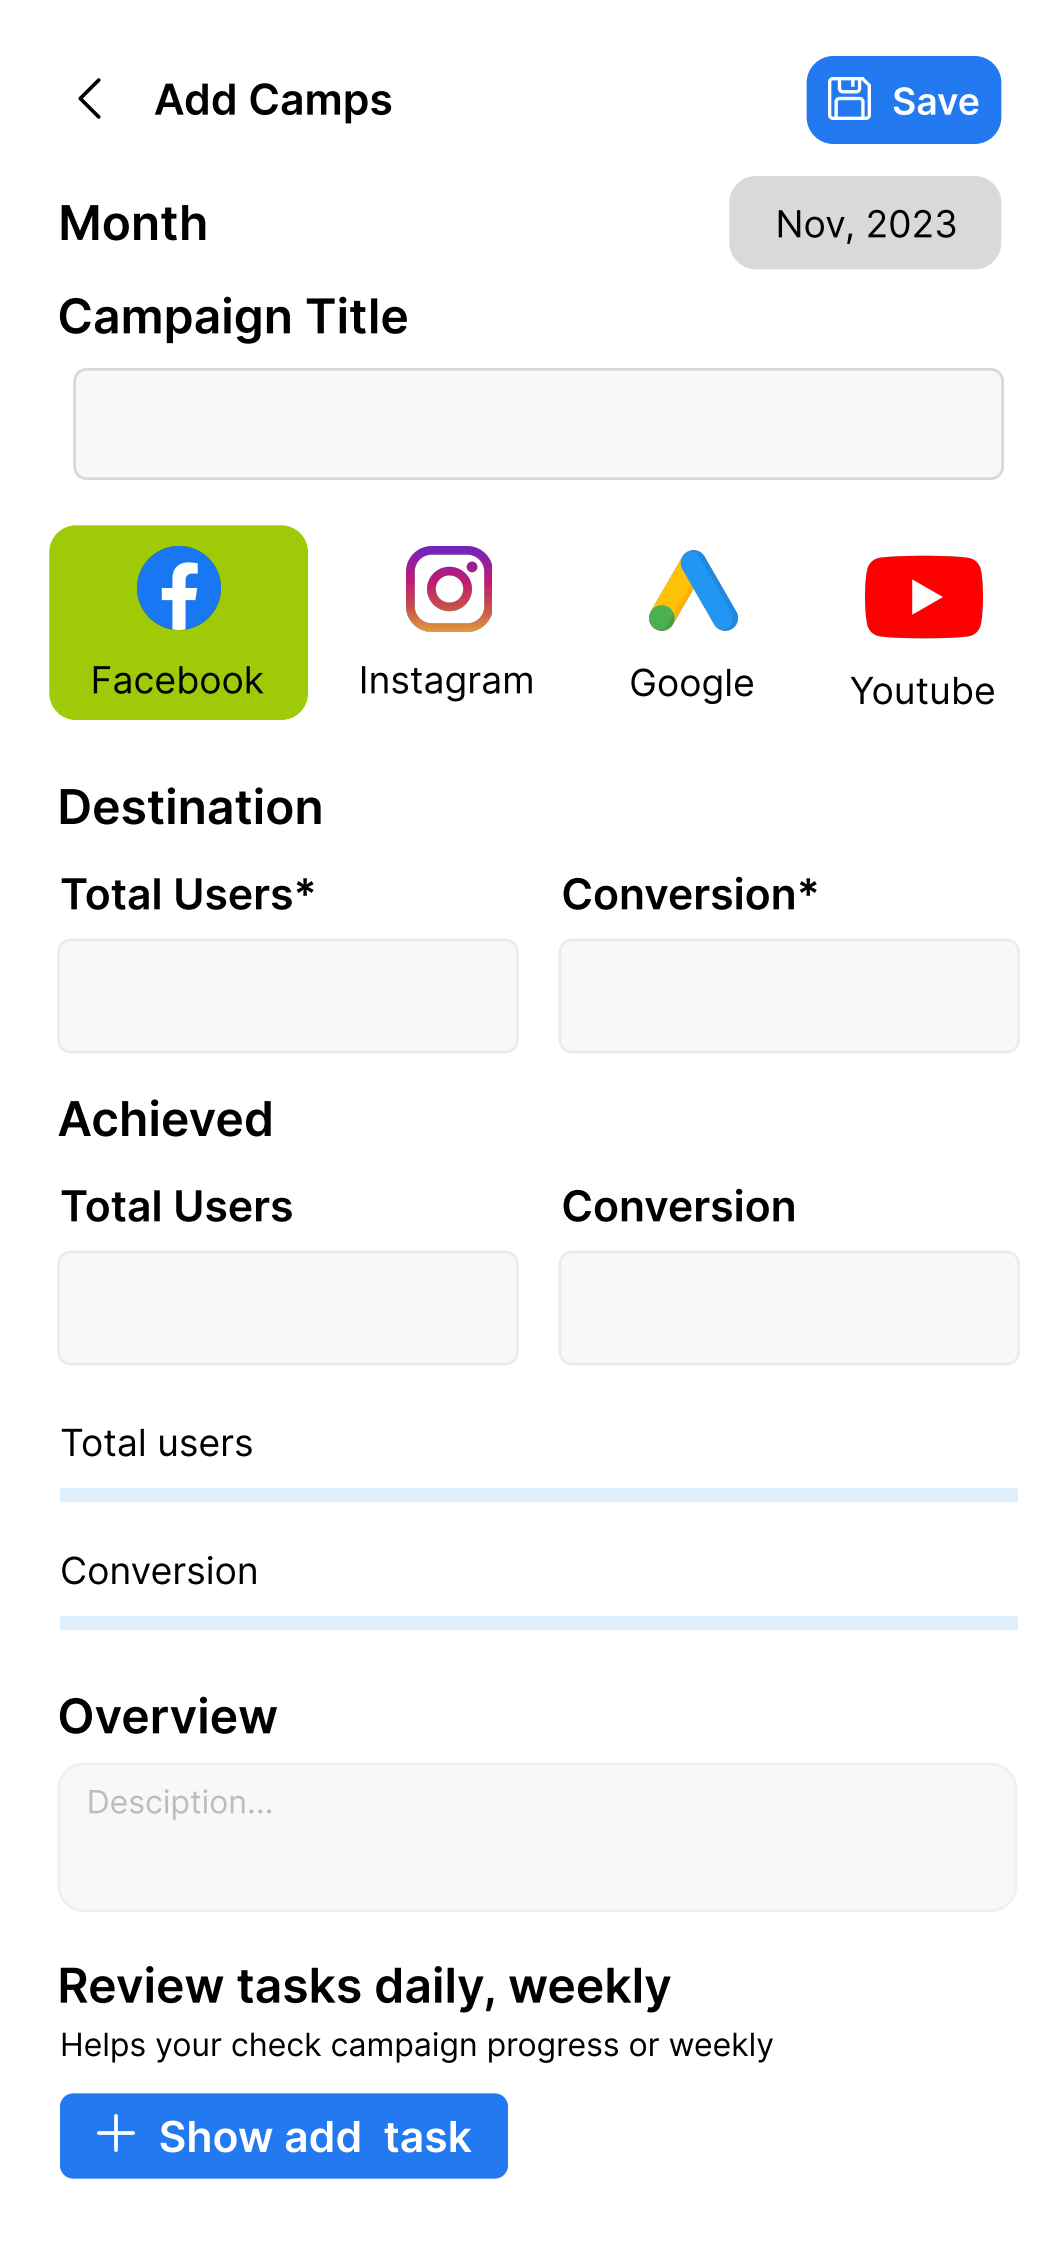 Add Camps
Save
Month
Nov, 2023
Campaign Title
Facebook
Instagram
Google
Youtube
Destination
Total Users*
Conversion*
Achieved
Total Users
Conversion
Total users
Conversion
Overview
Desciption...
Review tasks daily, weekly
Helps your check campaign progress or weekly
Show add  task